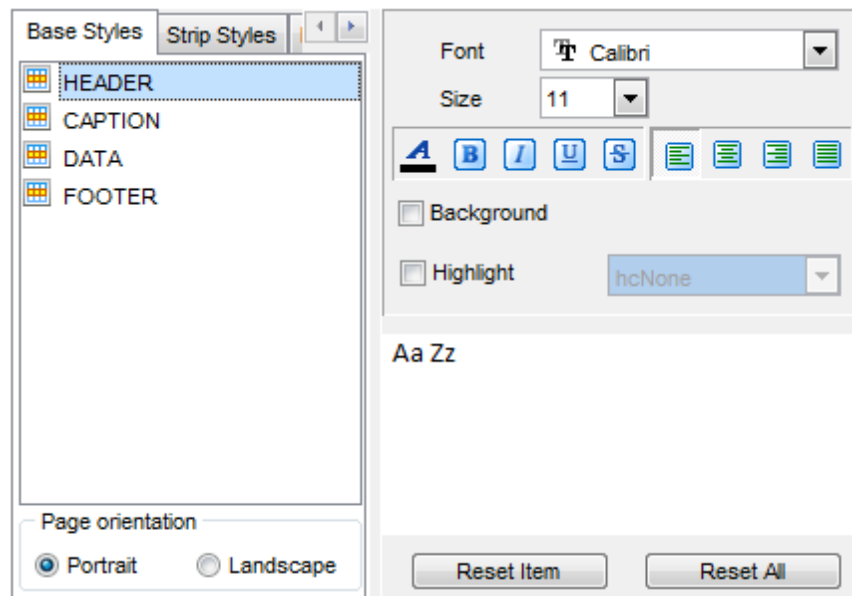 Base Styles
Strip Styles
HEADER
CAPTION
DATA
FOOTER
Page orientation
Portrait
Landscape
Font
Calibri
Size
11
A B I U S
Background
Highlight
hcNone
Aa Zz
Reset Item
Reset All